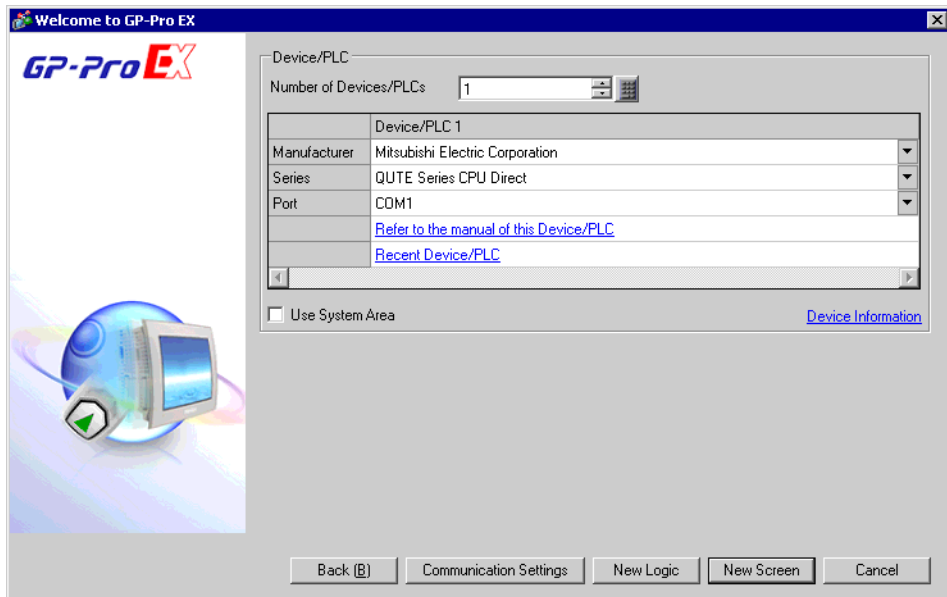 Welcome to GP-Pro EX
GP-Pro EX
Device/PLC
Number of Devices/PLCs 1
Device/PLC 1
Manufacturer Mitsubishi Electric Corporation
Series QUTE Series CPU Direct
Port COM1
Refer to the manual of this Device/PLC
Recent Device/PLC
Use System Area Device Information
Back (B) Communication Settings New Logic New Screen Cancel